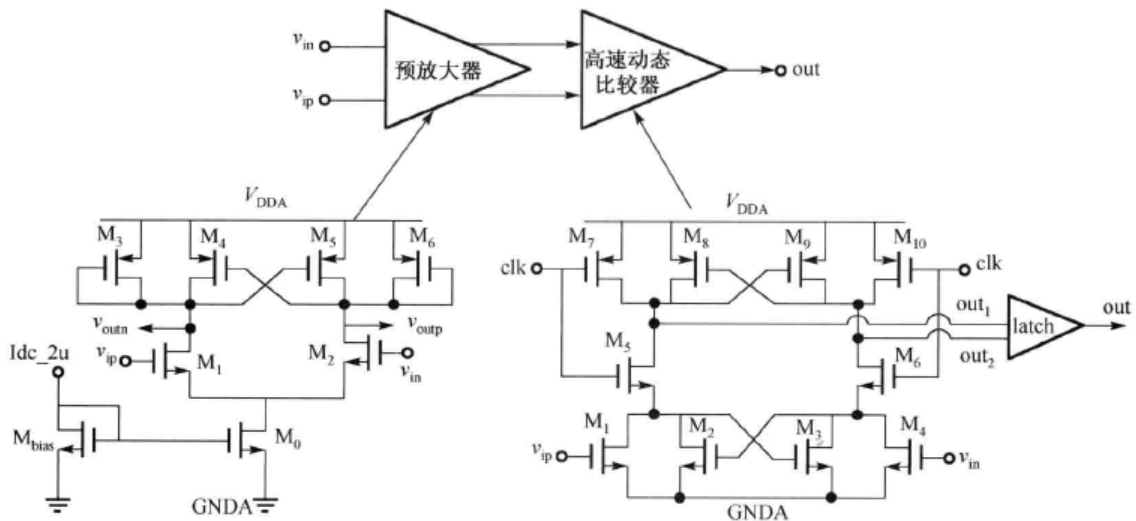 v_in
v_ip
预放大器
高速动态
比较器
out
V_DDA
M_3
M_4
M_5
M_6
v_outn
v_outp
v_ip
M_1
M_2
v_in
Idc_2u
M_bias
M_0
GNDA
V_DDA
M_7
M_8
M_9
M_10
clk
clk
out_1
out_2
latch
out
M_5
M_6
M_1
M_2
M_3
M_4
v_ip
v_in
GNDA